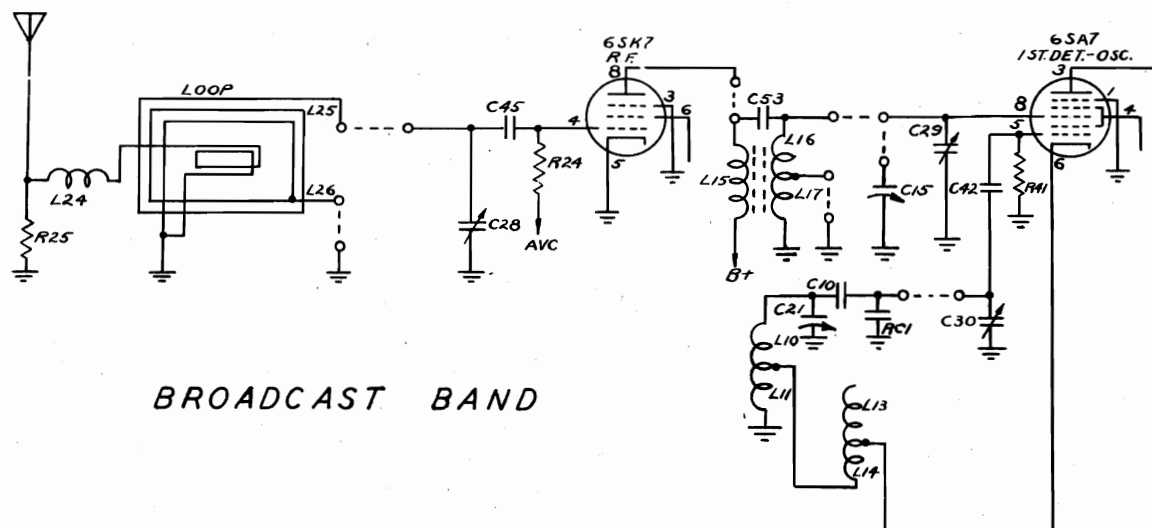 6SK7
R.F.
8
3
6
4
5
6SA7
1ST.DET.-OSC.
3
1
4
8
5
6
LOOP
L25
L26
L24
R25
C45
R24
C28
AVC
C53
L16
L15
L17
B+
C29
C15
C42
R41
C10
C21
RC1
C30
L10
L11
L13
L14
BROADCAST BAND